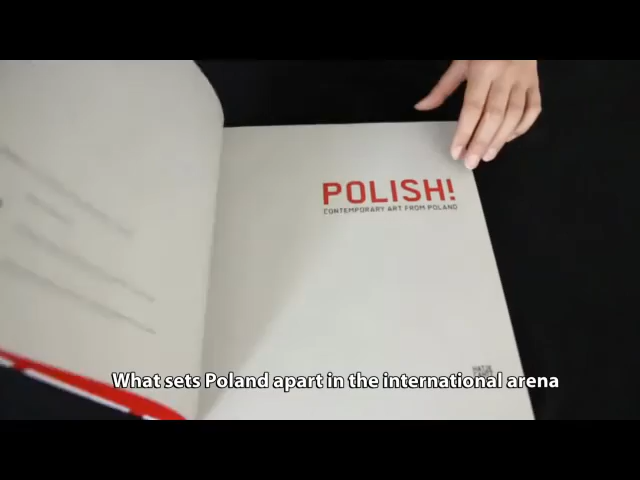 POLISH!
CONTEMPORARY ART FROM POLAND
What sets Poland apart in the international arena